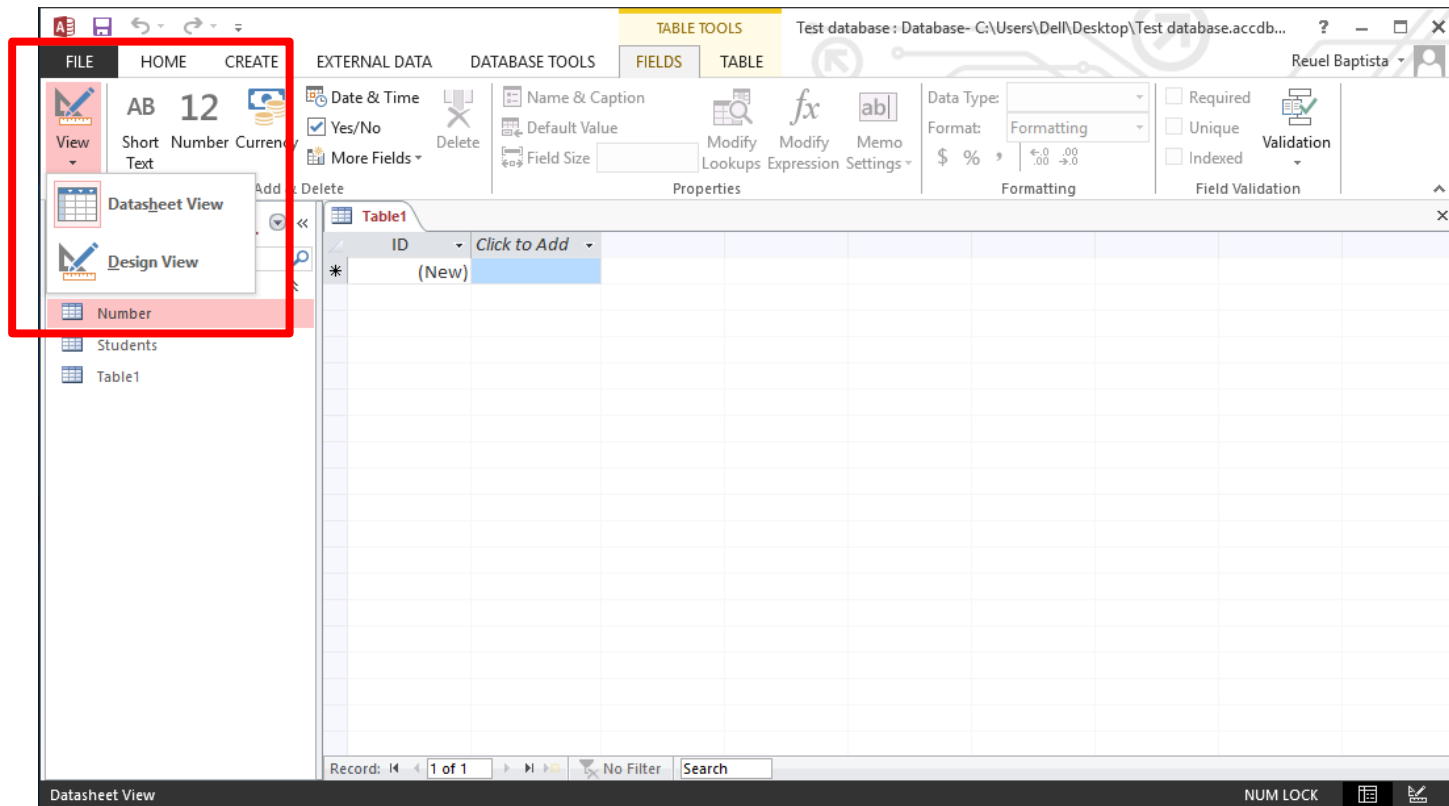 TABLE TOOLS
Test database : Database- C:\Users\Dell\Desktop\Test database.accdb...
?
FILE HOME CREATE EXTERNAL DATA DATABASE TOOLS FIELDS TABLE
Reuel Baptista
View
AB
Short
Text
12
Number
Currency
Date & Time
Yes/No
More Fields
Delete
Add & Delete
Name & Caption
Default Value
Field Size
Modify
Lookups
fx
Modify
Expression
ab|
Memo
Settings
Properties
Data Type:
Format: Formatting
$ % , .0 .00 .00 .0
Formatting
Required
Unique
Indexed
Validation
Field Validation
Datasheet View
Design View
Number
Students
Table1
Table1
ID Click to Add
(New)
Record: 1 of 1 No Filter Search
Datasheet View NUM LOCK